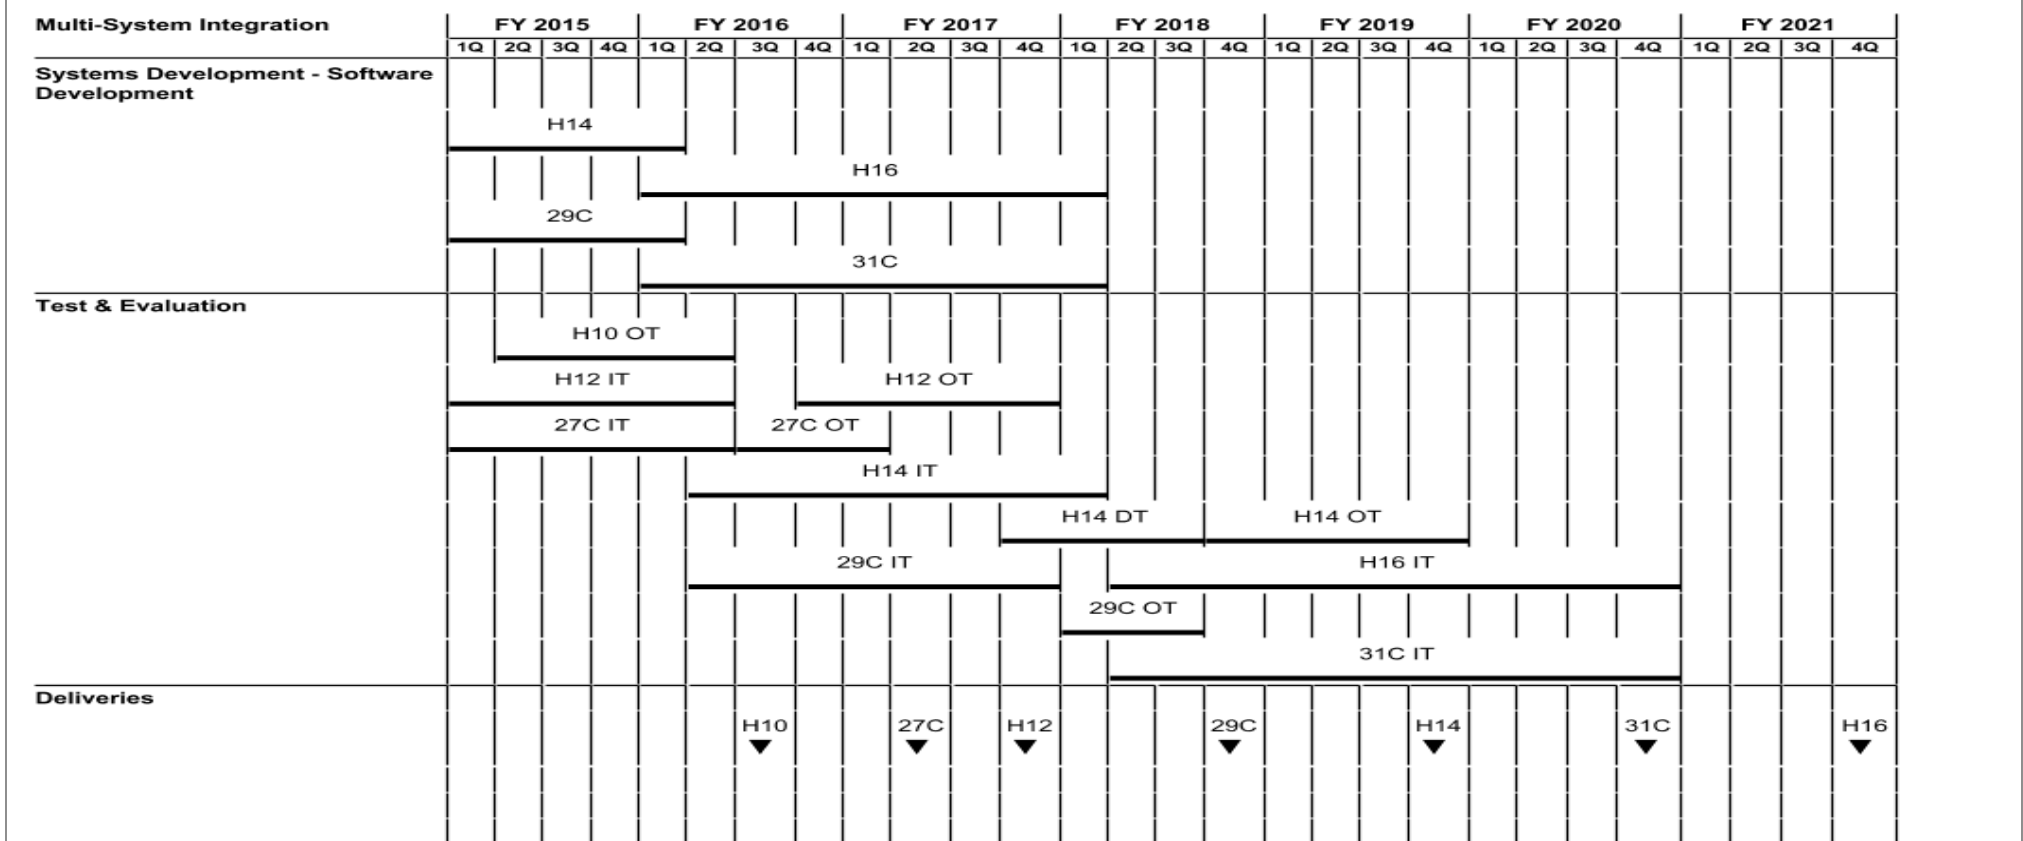 Multi-System Integration FY 2015 FY 2016 FY 2017 FY 2018 FY 2019 FY 2020 FY 2021
1Q 2Q 3Q 4Q 1Q 2Q 3Q 4Q 1Q 2Q 3Q 4Q 1Q 2Q 3Q 4Q 1Q 2Q 3Q 4Q 1Q 2Q 3Q 4Q 1Q 2Q 3Q 4Q
Systems Development - Software
Development
H14
H16
29C
31C
Test & Evaluation
H10 OT
H12 IT H12 OT
27C IT 27C OT
H14 IT
H14 DT H14 OT
29C IT H16 IT
29C OT
31C IT
Deliveries
H10 27C H12 29C H14 31C H16